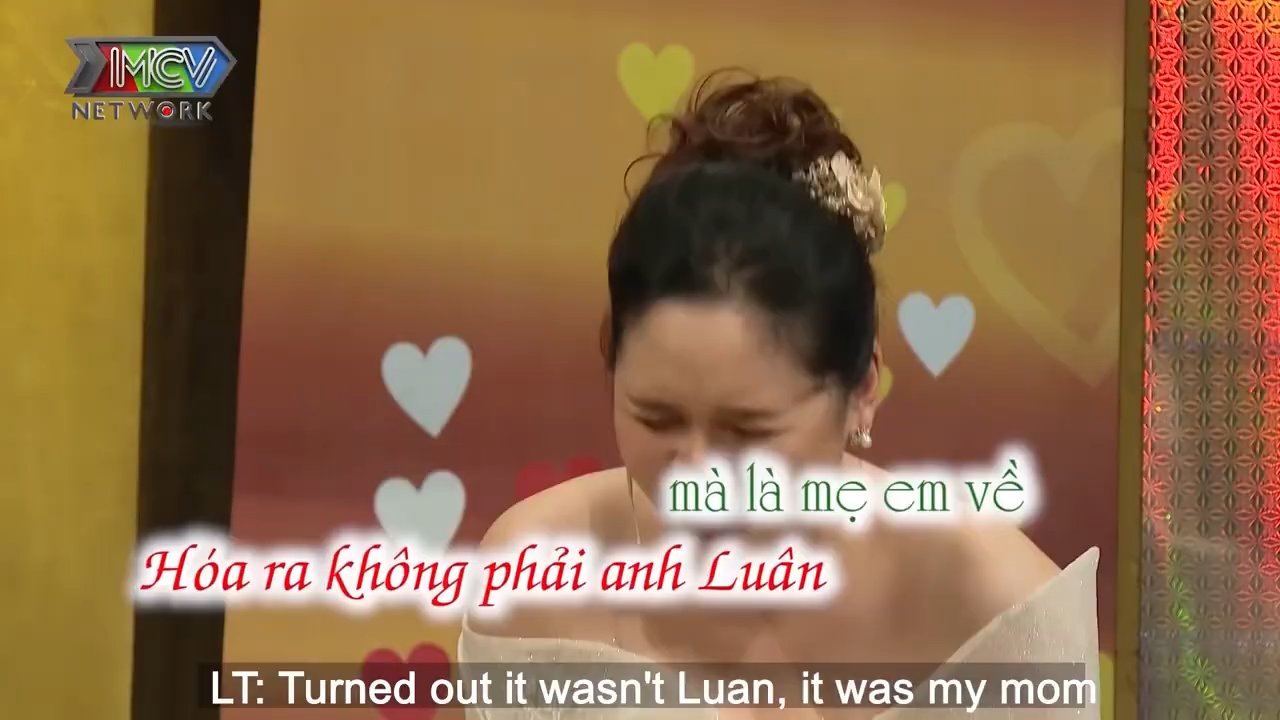 MCV
NETWORK
mà là mẹ em về
Hóa ra không phải anh Luân
LT: Turned out it wasn't Luan, it was my mom